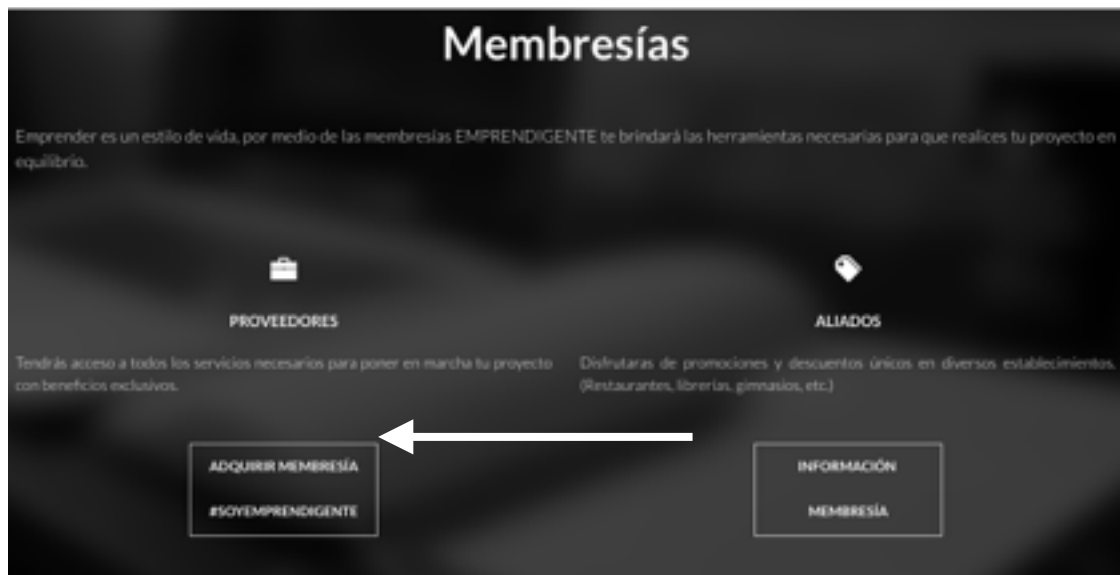 Membresías
Emprender es un estilo de vida, por medio de las membresías EMPRENDIGENTE te brindará las herramientas necesarias para que realices tu proyecto en
equilibrio.
PROVEEDORES
Tendrás acceso a todos los servicios necesarios para poner en marcha tu proyecto
con beneficios exclusivos.
ADQUIRIR MEMBRESÍA
#SOYEMPRENDIGENTE
ALIADOS
Disfrutaras de promociones y descuentos únicos en diversos establecimientos.
(Restaurantes, librerías, gimnasios, etc.)
INFORMACIÓN
MEMBRESÍA